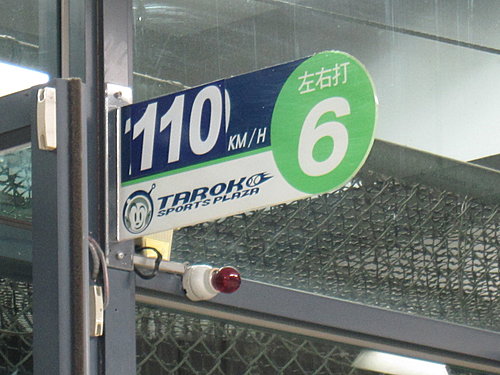 左右打
110 KM/H
6
TAROKO
SPORTS PLAZA